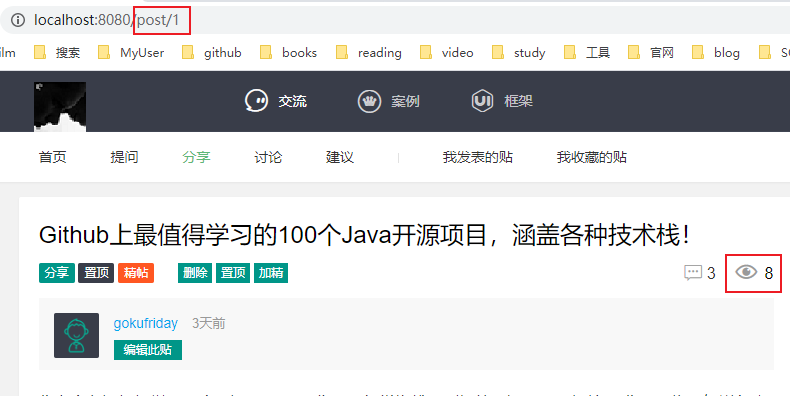 localhost:8080/post/1
ilm 搜索 MyUser github books reading video study 工具 官网 blog
交流 案例 UI 框架
首页 提问 分享 讨论 建议 我发表的贴 我收藏的贴
Github上最值得学习的100个Java开源项目，涵盖各种技术栈！
分享 置顶 精帖 删除 置顶 加精 3 8
gokufriday 3天前
编辑此贴